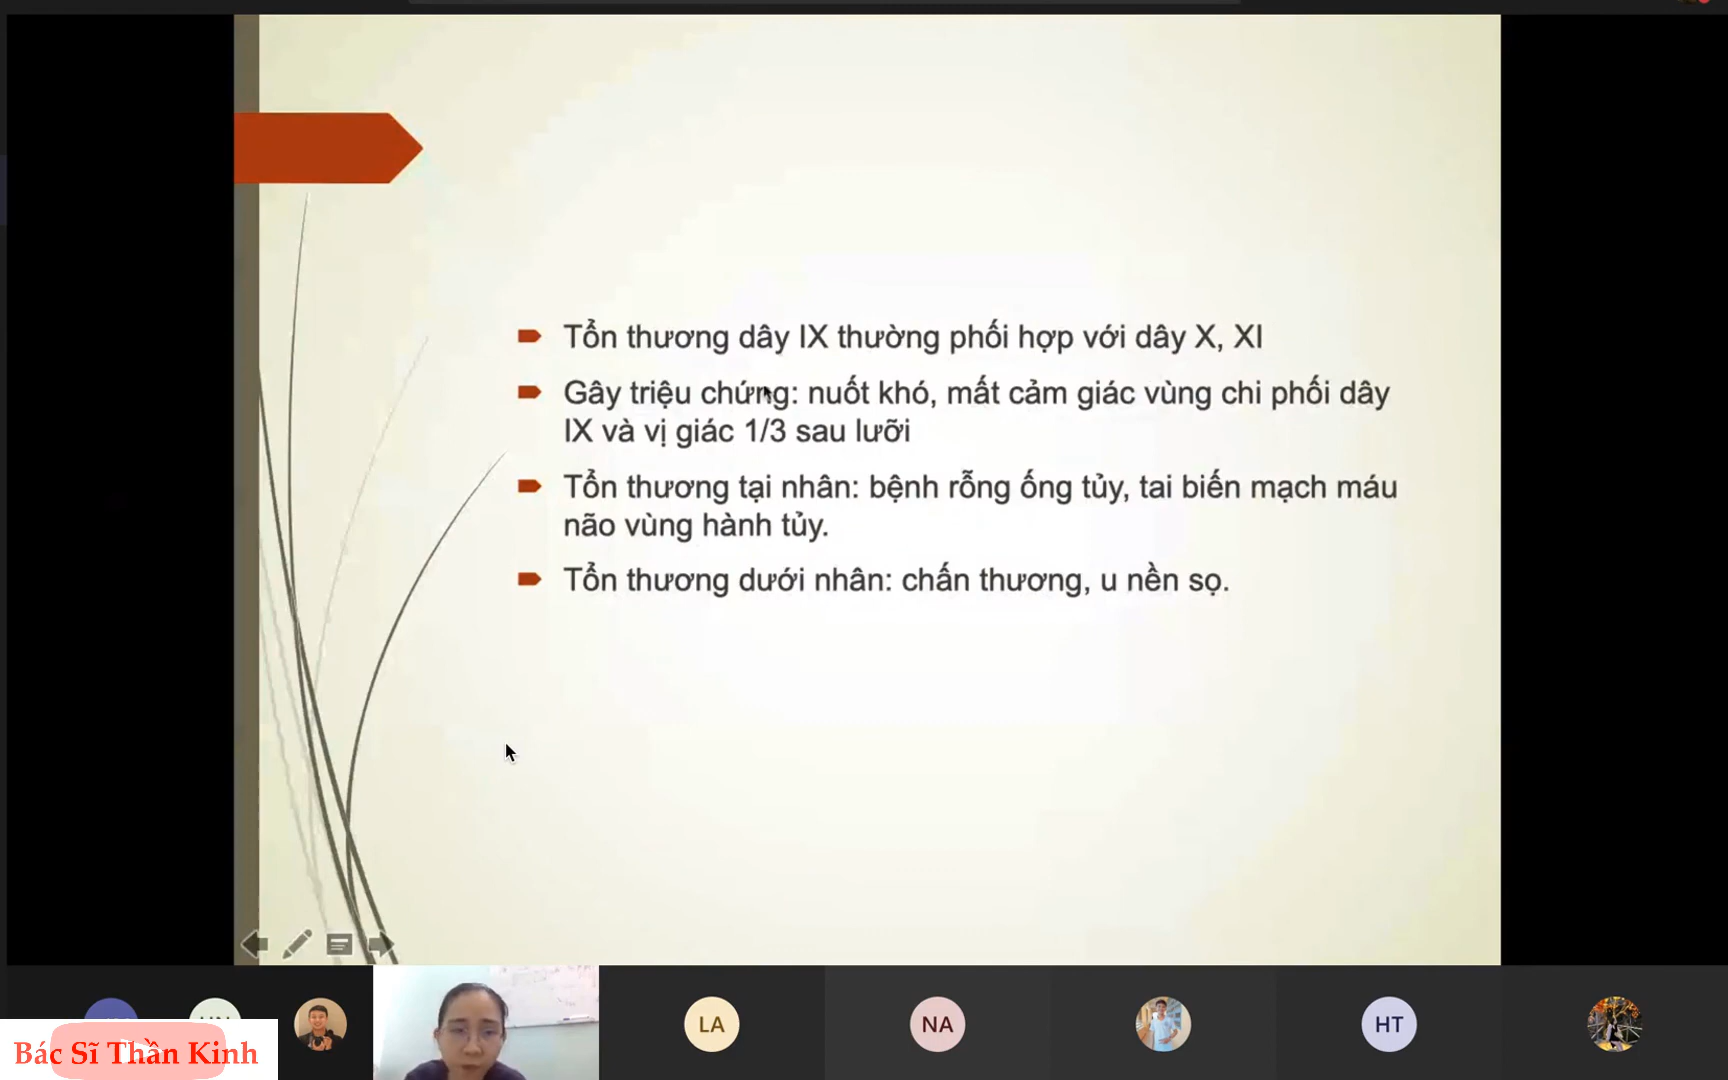 Tổn thương dây IX thường phối hợp với dây X, XI
Gây triệu chứng: nuốt khó, mất cảm giác vùng chi phối dây
IX và vị giác 1/3 sau lưỡi
Tổn thương tại nhân: bệnh rỗng ống tủy, tai biến mạch máu
não vùng hành tủy.
Tổn thương dưới nhân: chấn thương, u nền sọ.
LA
NA
HT
Bác Sĩ Thần Kinh